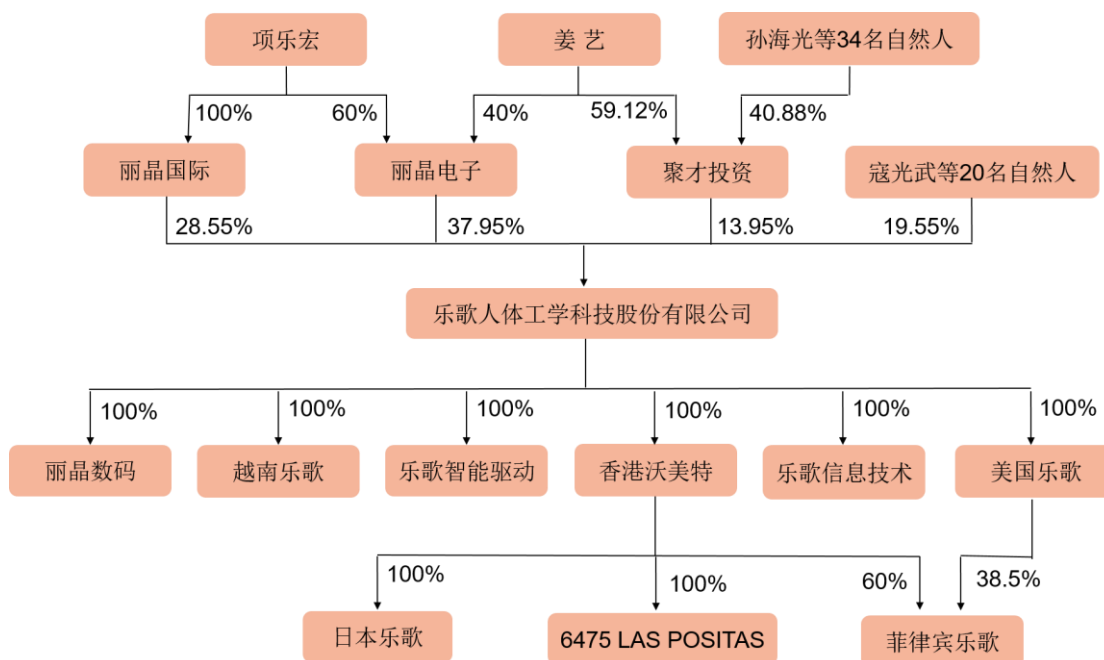 项乐宏
姜 艺
孙海光等34名自然人
100%
60%
40%
59.12%
40.88%
丽晶国际
丽晶电子
聚才投资
寇光武等20名自然人
28.55%
37.95%
13.95%
19.55%
乐歌人体工学科技股份有限公司
100%
100%
100%
100%
100%
100%
丽晶数码
越南乐歌
乐歌智能驱动
香港沃美特
乐歌信息技术
美国乐歌
100%
100%
60%
38.5%
日本乐歌
6475 LAS POSITAS
菲律宾乐歌